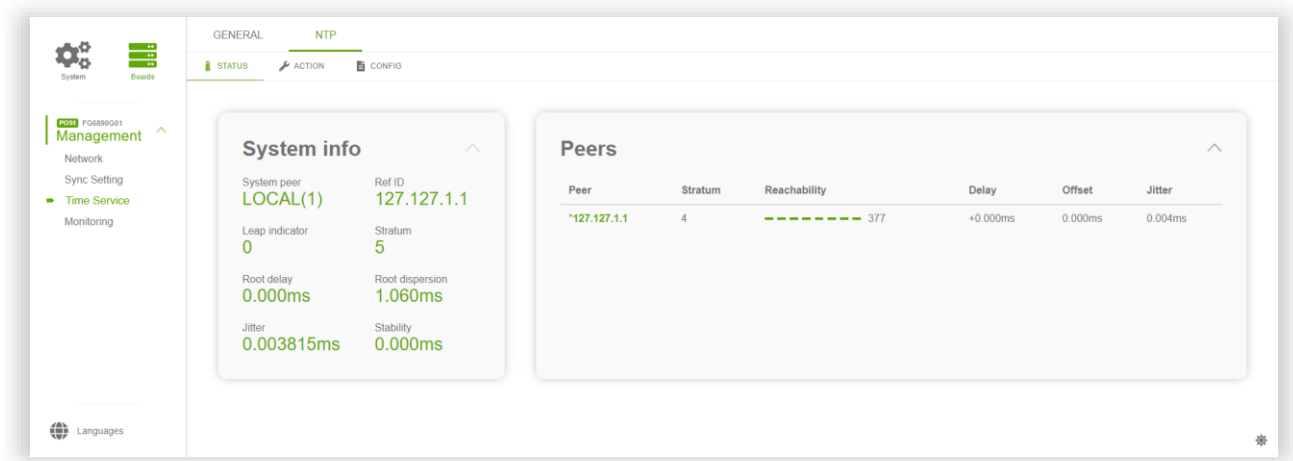 GENERAL NTP
System Boards
STATUS ACTION CONFIG
POS1 FG6890G01
Management
Network
Sync Setting
Time Service
Monitoring
Languages
System info
System peer Ref ID
LOCAL(1) 127.127.1.1
Leap indicator Stratum
0 5
Root delay Root dispersion
0.000ms 1.060ms
Jitter Stability
0.003815ms 0.000ms
Peers
Peer Stratum Reachability Delay Offset Jitter
*127.127.1.1 4 377 +0.000ms 0.000ms 0.004ms